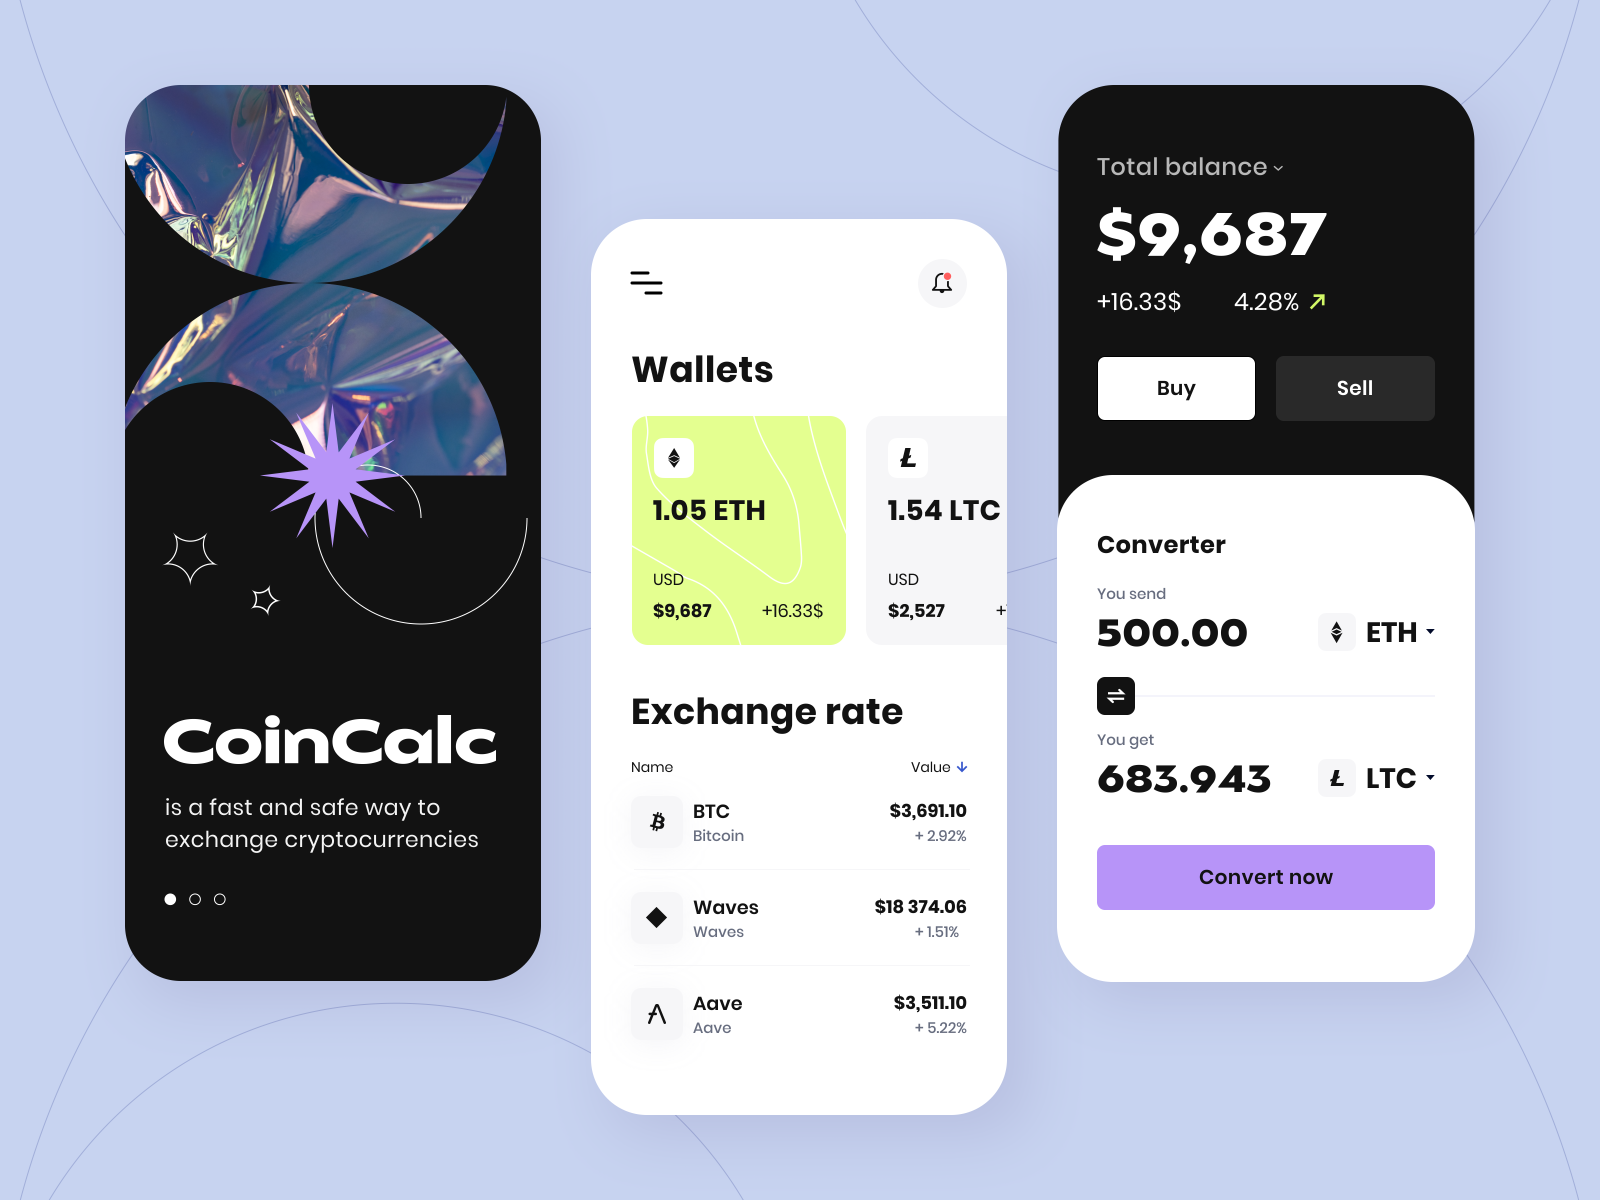 CoinCalc
is a fast and safe way to
exchange cryptocurrencies
Wallets
1.05 ETH
USD
$9,687 +16.33$
1.54 LTC
USD
$2,527
Exchange rate
Name Value
BTC $3,691.10
Bitcoin + 2.92%
Waves $18 374.06
Waves + 1.51%
Aave $3,511.10
Aave + 5.22%
Total balance
$9,687
+16.33$ 4.28%
Buy Sell
Converter
You send
500.00 ETH
You get
683.943 LTC
Convert now